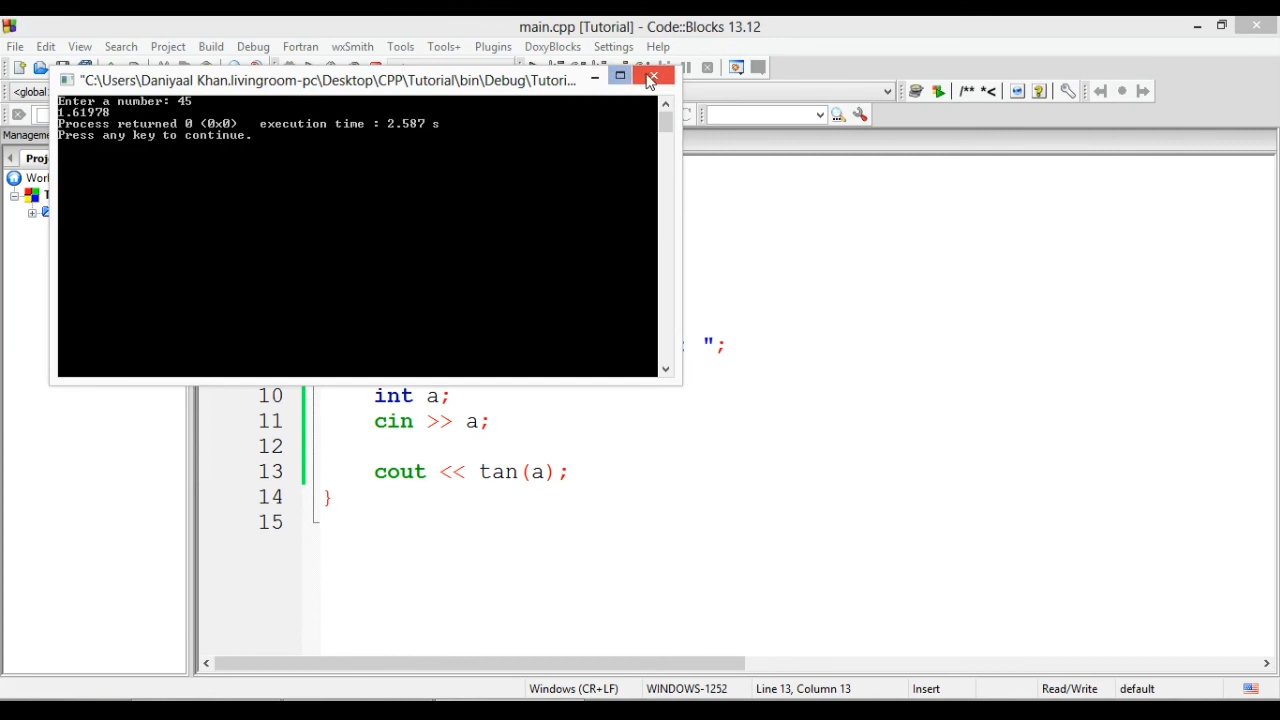 main.cpp [Tutorial] - Code::Blocks 13.12
File Edit View Search Project Build Debug Fortran wxSmith Tools Tools+ Plugins DoxyBlocks Settings Help
"C:\Users\Daniyaal Khan.livingroom-pc\Desktop\CPP\Tutorial\bin\Debug\Tutori...
<global
/** *<
Enter a number: 45
1.61978
Process returned 0 (0x0) execution time : 2.587 s
Press any key to continue.
Manageme
Proj
Worl
T
";
10 int a;
11 cin >> a;
12
13 cout << tan(a);
14 }
15
Windows (CR+LF) WINDOWS-1252 Line 13, Column 13 Insert Read/Write default